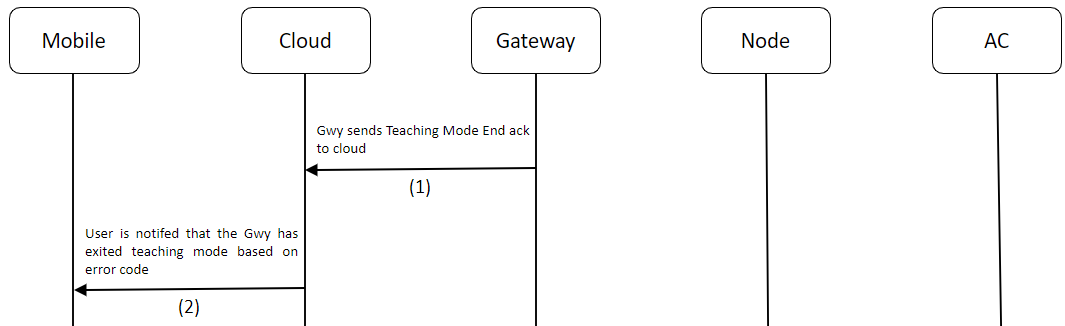 Mobile
Cloud
Gateway
Node
AC
Gwy sends Teaching Mode End ack
to cloud
(1)
User is notifed that the Gwy has
exited teaching mode based on
error code
(2)